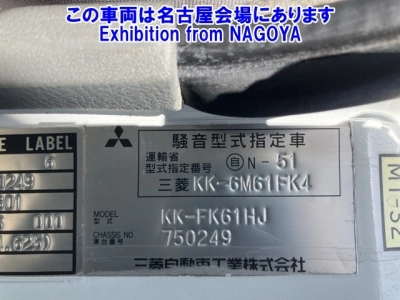 この車両は名古屋会場にあります
Exhibition from NAGOYA
LABEL
6
騒音型式指定車
運輸省
型式指定番号 自 N - 51
三菱 KK-6M61FK4
MODEL
型式 KK-FK61HJ
CHASSIS NO.
車台番号 750249
三菱自動車工業株式会社